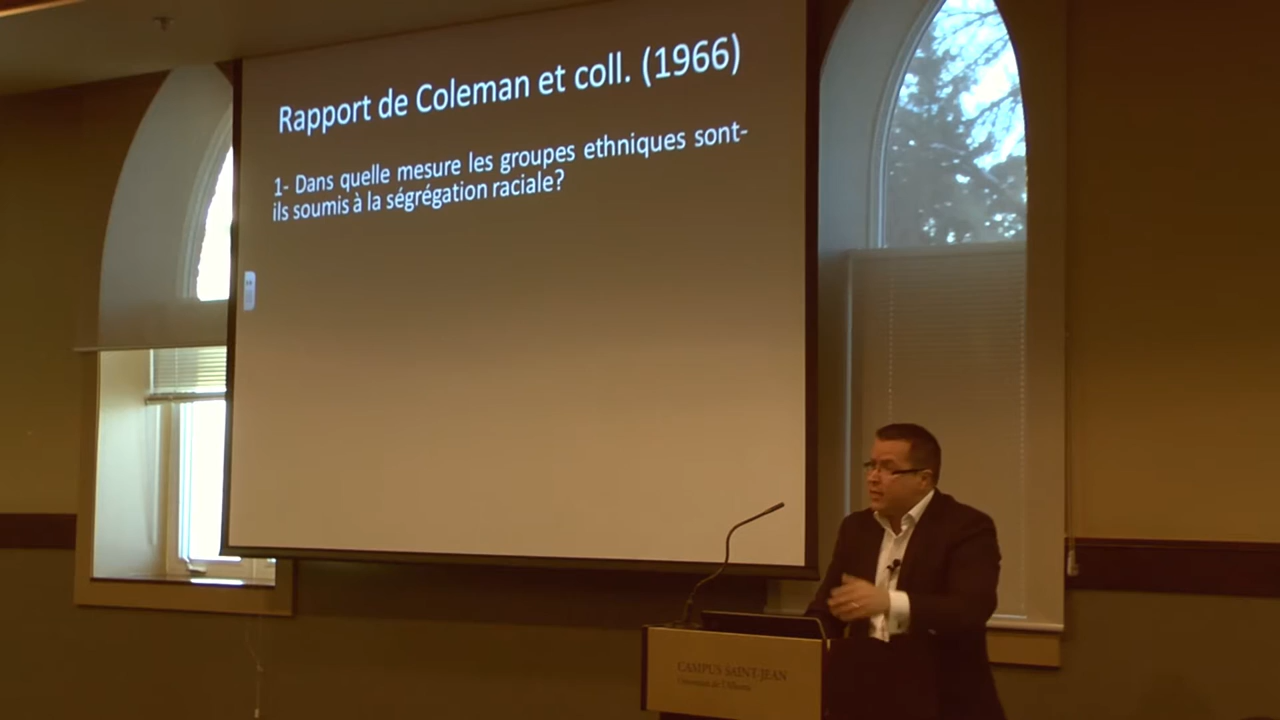 Rapport de Coleman et coll. (1966)
1- Dans quelle mesure les groupes ethniques sont-
ils soumis à la ségrégation raciale?
CAMPUS SAINT-JEAN